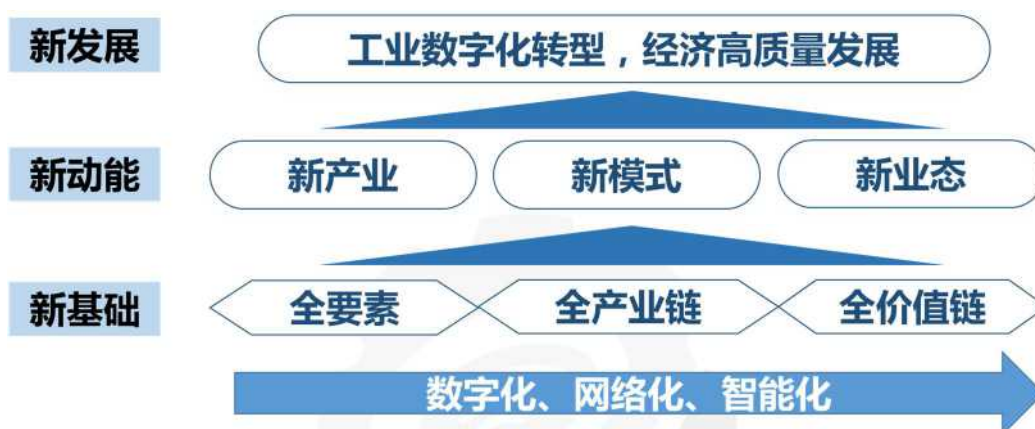 新发展
工业数字化转型，经济高质量发展
新动能
新产业
新模式
新业态
新基础
全要素
全产业链
全价值链
数字化、网络化、智能化